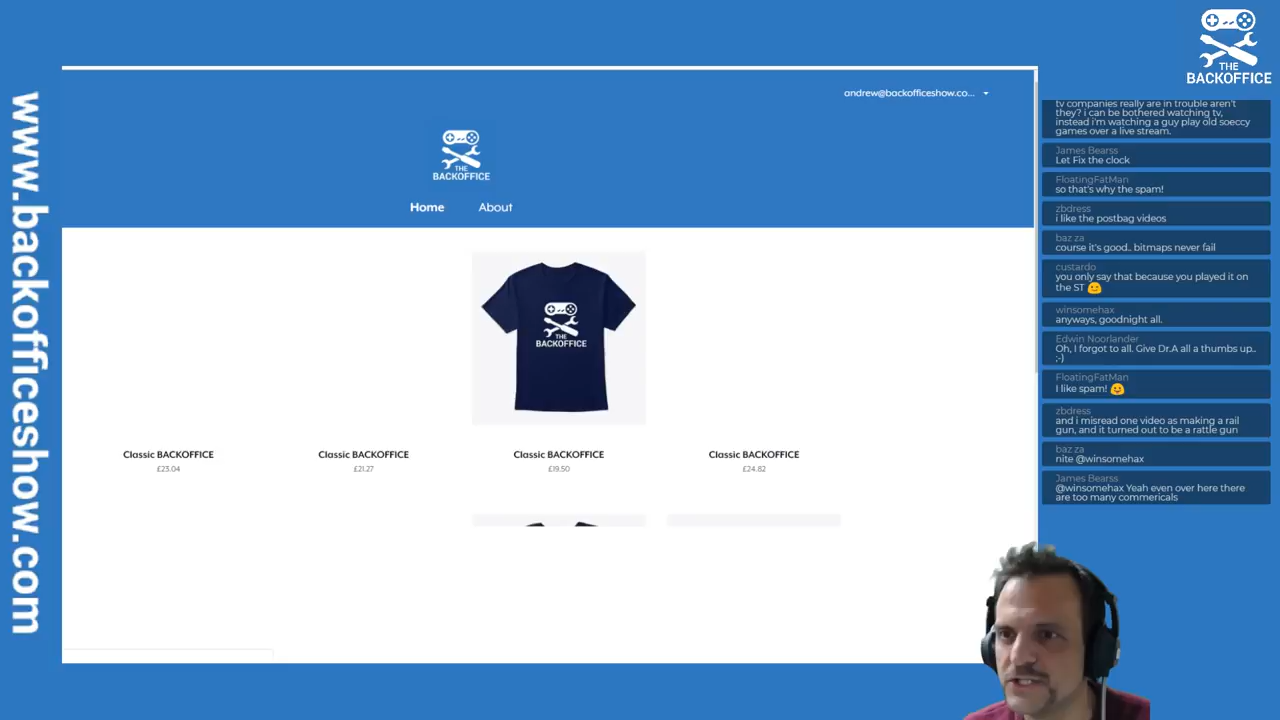 www.backofficeshow.com
andrew@backofficeshow.co...
THE
BACKOFFICE
Home
About
THE
BACKOFFICE
Classic BACKOFFICE
£23.04
Classic BACKOFFICE
£21.27
Classic BACKOFFICE
£19.50
Classic BACKOFFICE
£24.82
THE
BACKOFFICE
tv companies really are in trouble aren't
they? i can be bothered watching tv,
instead i'm watching a guy play old soeccy
games over a live stream.
James Bearss
Let Fix the clock
FloatingFatMan
so that's why the spam!
zbdress
i like the postbag videos
baz za
course it's good.. bitmaps never fail
custardo
you only say that because you played it on
the ST 🙂
winsomehax
anyways, goodnight all.
Edwin Noorlander
Oh, I forgot to all. Give Dr.A all a thumbs up..
;-)
FloatingFatMan
I like spam! 🙂
zbdress
and i misread one video as making a rail
gun, and it turned out to be a rattle gun
baz za
nite @winsomehax
James Bearss
@winsomehax Yeah even over here there
are too many commericals